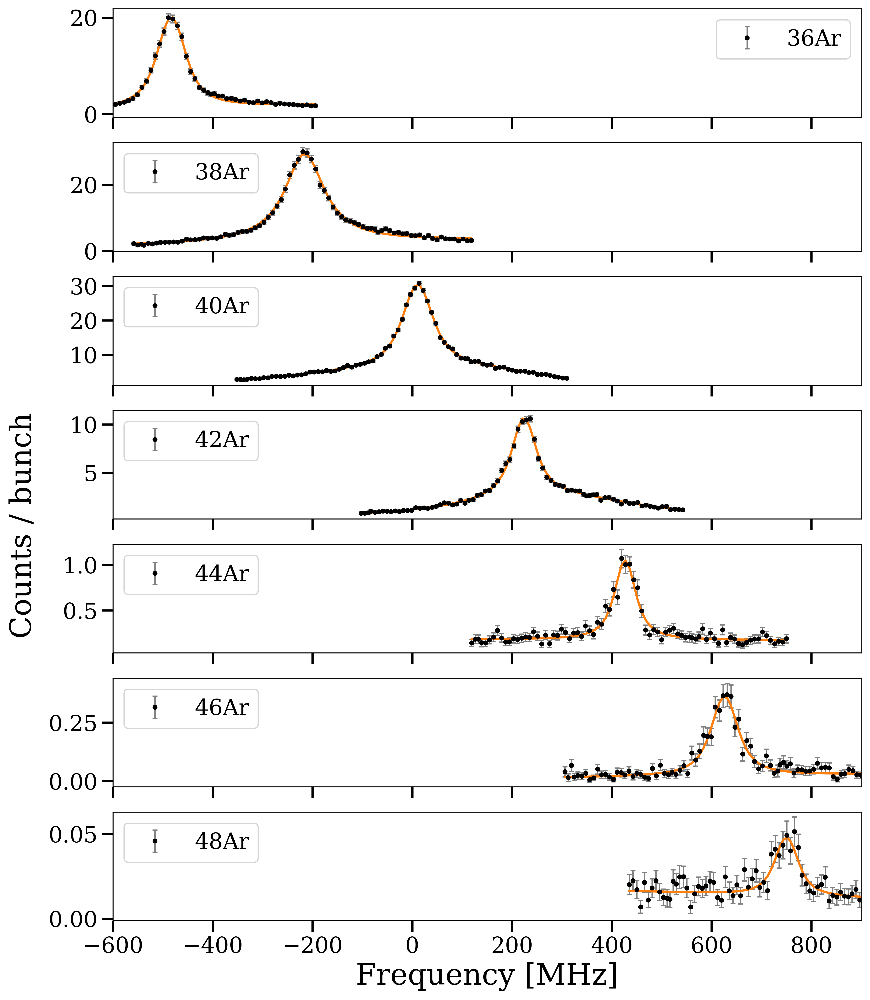 20
0
36Ar
20
0
38Ar
30
20
10
40Ar
10
5
42Ar
1.0
0.5
44Ar
0.25
0.00
46Ar
0.05
0.00
48Ar
−600 −400 −200 0 200 400 600 800
Frequency [MHz]
Counts / bunch